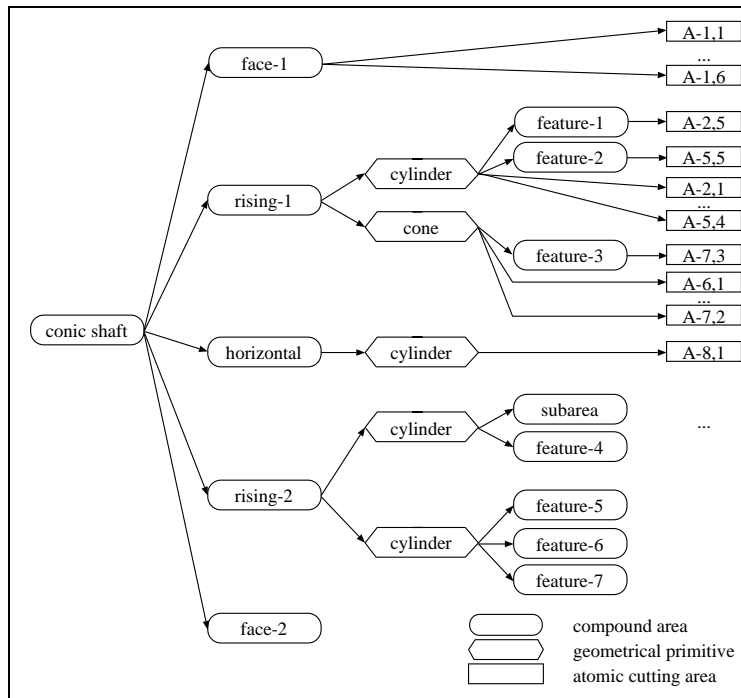 A-1,1
...
face-1
A-1,6
feature-1
A-2,5
feature-2
A-5,5
cylinder
A-2,1
rising-1
...
A-5,4
cone
feature-3
A-7,3
A-6,1
...
A-7,2
conic shaft
horizontal
cylinder
A-8,1
subarea
cylinder
...
feature-4
rising-2
feature-5
cylinder
feature-6
feature-7
face-2
compound area
geometrical primitive
atomic cutting area